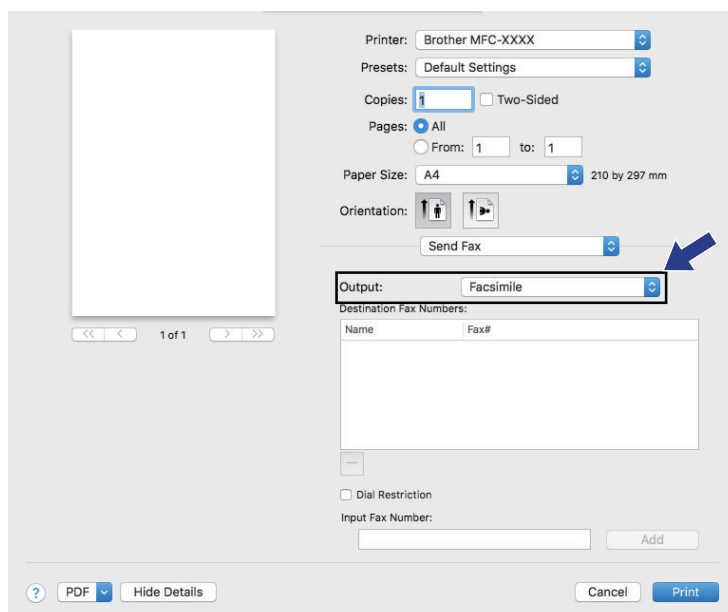 Printer: Brother MFC-XXXX
Presets: Default Settings
Copies: 1 Two-Sided
Pages: All
From: 1 to: 1
Paper Size: A4 210 by 297 mm
Orientation:
Send Fax
Output: Facsimile
Destination Fax Numbers:
Name Fax#
<< < 1 of 1 > >>
Dial Restriction
Input Fax Number:
Add
? PDF Hide Details Cancel Print